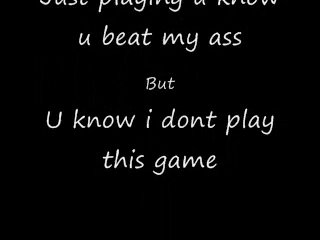 Just playing u know
u beat my ass
But
U know i dont play
this game